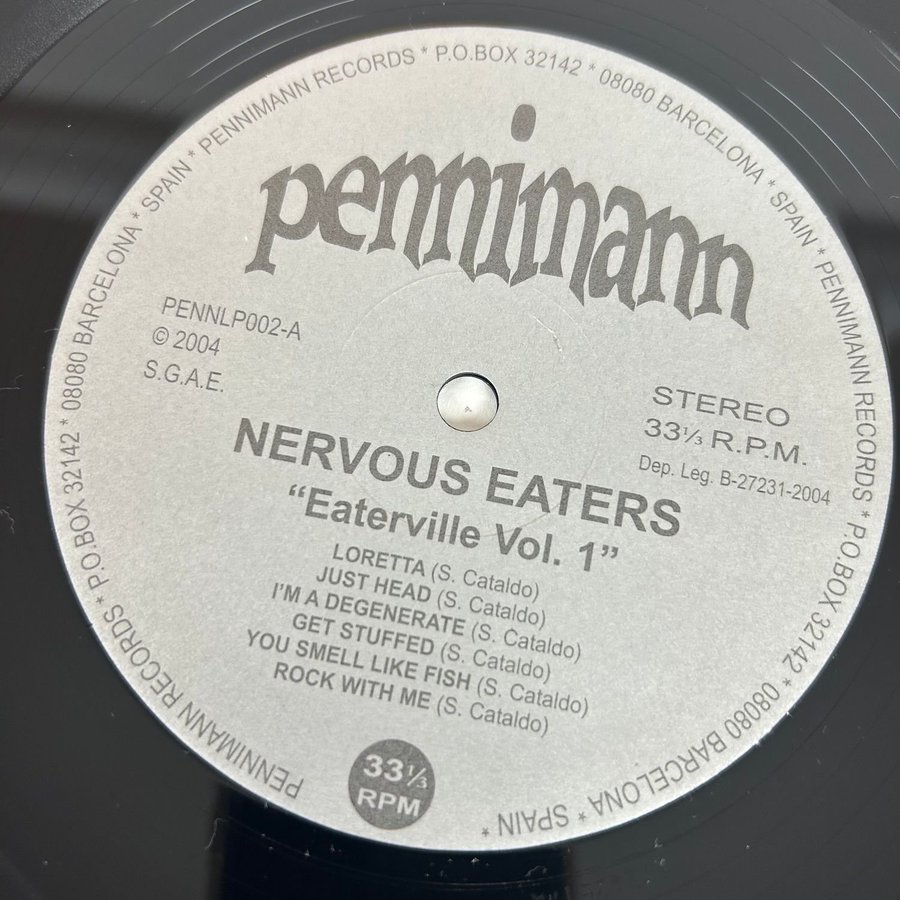 PENNIMANN RECORDS * P.O.BOX 32142 * 08080 BARCELONA * SPAIN * PENNIMANN RECORDS * P.O.BOX 32142 * 08080 BARCELONA * SPAIN * PENNIMANN RECORDS * P.O.BOX 32142 * 08080 BARCELONA * SPAIN *
pennimann
PENNLP002-A
© 2004
S.G.A.E.
STEREO
33⅓ R.P.M.
Dep. Leg. B-27231-2004
NERVOUS EATERS
“Eaterville Vol. 1”
LORETTA (S. Cataldo)
JUST HEAD (S. Cataldo)
I'M A DEGENERATE (S. Cataldo)
GET STUFFED (S. Cataldo)
YOU SMELL LIKE FISH (S. Cataldo)
ROCK WITH ME (S. Cataldo)
33⅓
RPM